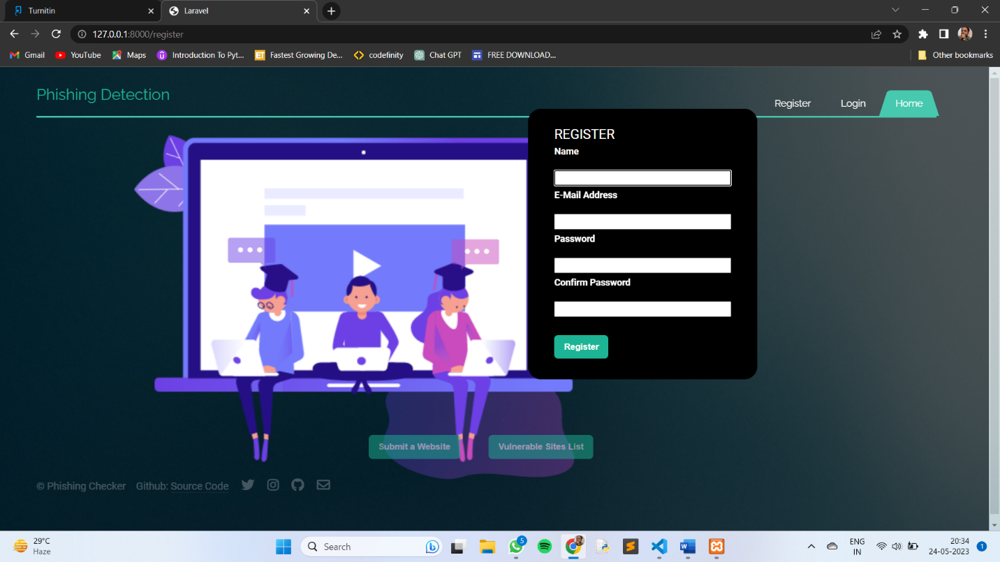 Turnitin
Laravel
127.0.0.1:8000/register
Gmail
YouTube
Maps
Introduction To Pyt...
Fastest Growing De...
codefinity
Chat GPT
FREE DOWNLOAD...
Other bookmarks
Phishing Detection
Register
Login
Home
REGISTER
Name
E-Mail Address
Password
Confirm Password
Register
Submit a Website
Vulnerable Sites List
© Phishing Checker
Github: Source Code
29°C
Haze
Search
5
ENG
IN
20:34
24-05-2023
1